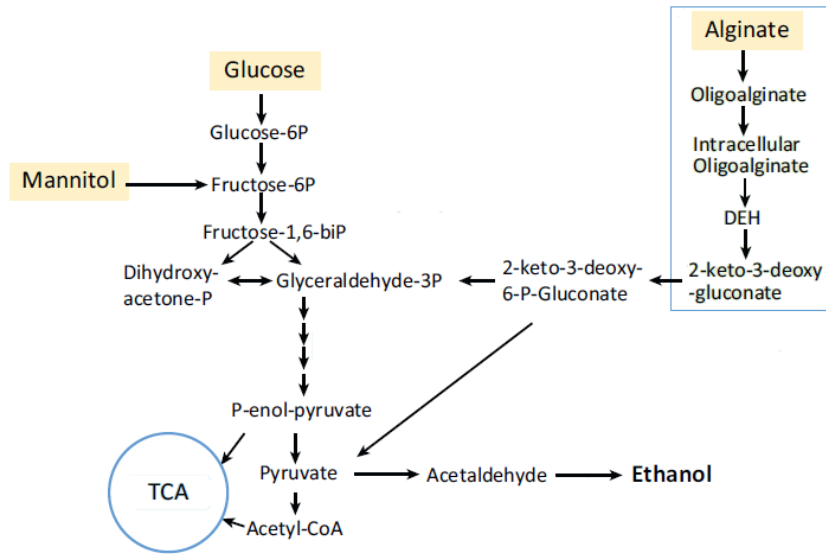 Alginate
Glucose
Oligoalginate
Glucose-6P
Intracellular
Oligoalginate
Mannitol
Fructose-6P
DEH
Fructose-1,6-biP
Dihydroxy-
acetone-P
Glyceraldehyde-3P
2-keto-3-deoxy-
6-P-Gluconate
2-keto-3-deoxy
-gluconate
P-enol-pyruvate
TCA
Pyruvate
Acetaldehyde
Ethanol
Acetyl-CoA